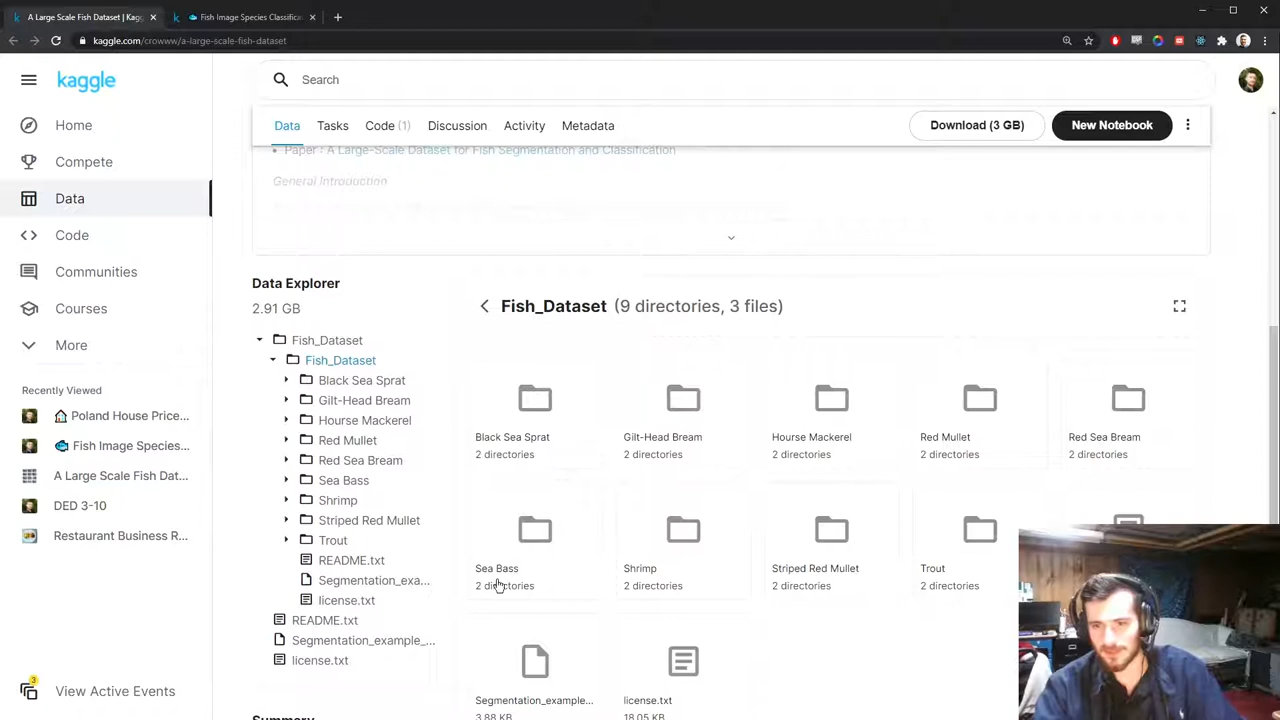 A Large Scale Fish Dataset | Kagg
Fish Image Species Classificat
kaggle.com/crowww/a-large-scale-fish-dataset
kaggle
Search
Data
Tasks
Code (1)
Discussion
Activity
Metadata
Download (3 GB)
New Notebook
Home
Compete
Data
Code
Communities
Courses
More
Recently Viewed
Poland House Price...
Fish Image Species...
A Large Scale Fish Dat...
DED 3-10
Restaurant Business R...
View Active Events
3
Paper : A Large-Scale Dataset for Fish Segmentation and Classification
General Introduction
Data Explorer
2.91 GB
Fish_Dataset
Fish_Dataset
Black Sea Sprat
Gilt-Head Bream
Hourse Mackerel
Red Mullet
Red Sea Bream
Sea Bass
Shrimp
Striped Red Mullet
Trout
README.txt
Segmentation_exa...
license.txt
README.txt
Segmentation_example_...
license.txt
Summary
Fish_Dataset (9 directories, 3 files)
Black Sea Sprat
2 directories
Gilt-Head Bream
2 directories
Hourse Mackerel
2 directories
Red Mullet
2 directories
Red Sea Bream
2 directories
Sea Bass
2 directories
Shrimp
2 directories
Striped Red Mullet
2 directories
Trout
2 directories
Segmentation_example...
3.88 KB
license.txt
18.05 KB